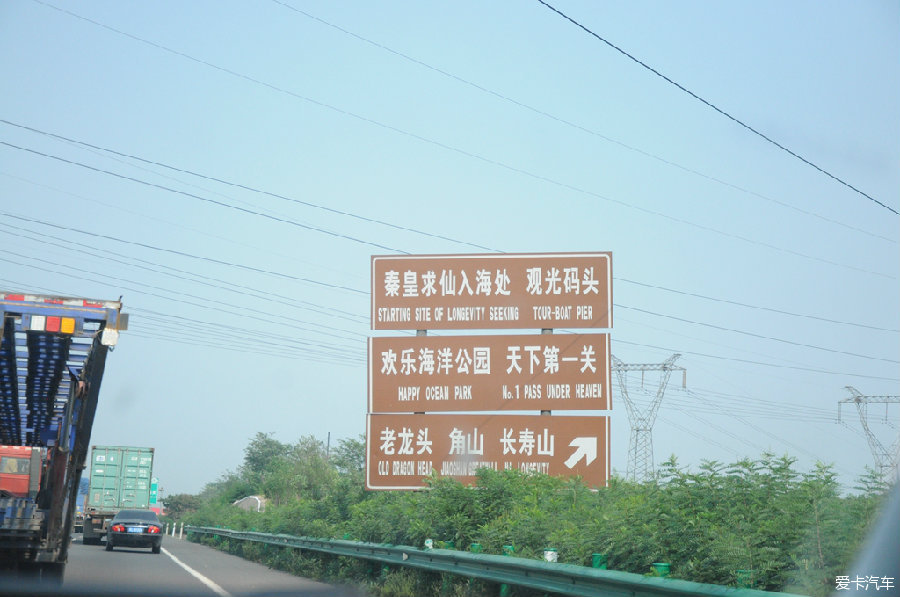 秦皇求仙入海处 观光码头
STARTING SITE OF LONGEVITY SEEKING TOUR-BOAT PIER
欢乐海洋公园 天下第一关
HAPPY OCEAN PARK No.1 PASS UNDER HEAVEN
老龙头 角山 长寿山
OLD DRAGON HEAD LONGEVITY
爱卡汽车